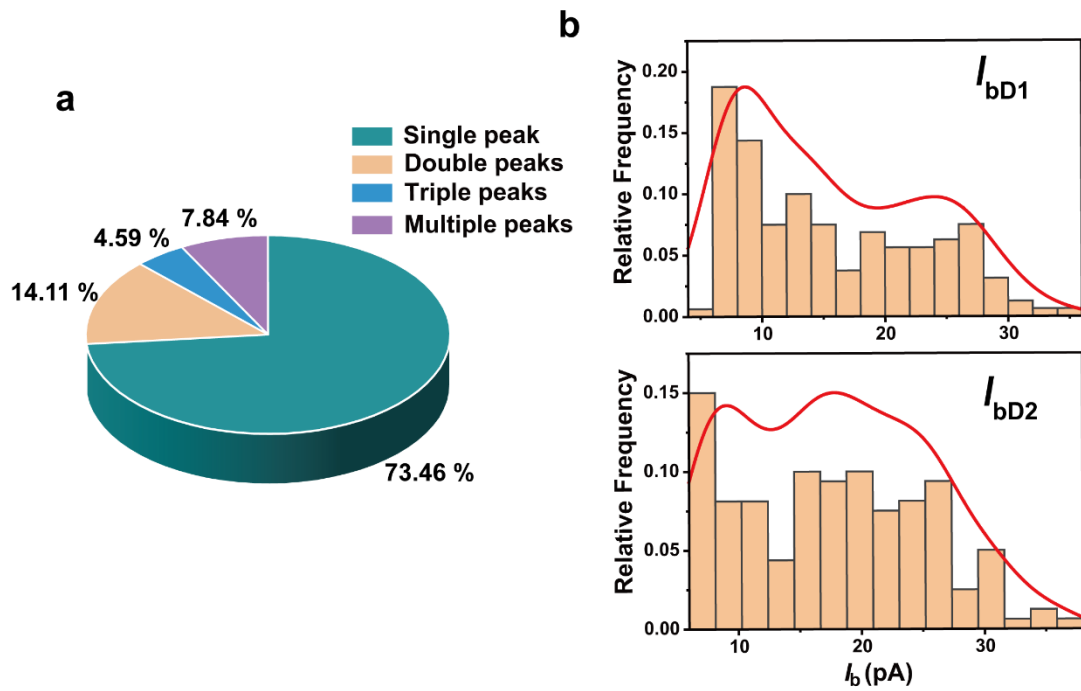 a
Single peak
Double peaks
Triple peaks
Multiple peaks
7.84 %
4.59 %
14.11 %
73.46 %
b
IbD1
Relative Frequency
0.20
0.15
0.10
0.05
0.00
10 20 30
IbD2
Relative Frequency
0.15
0.10
0.05
0.00
10 20 30
Ib (pA)